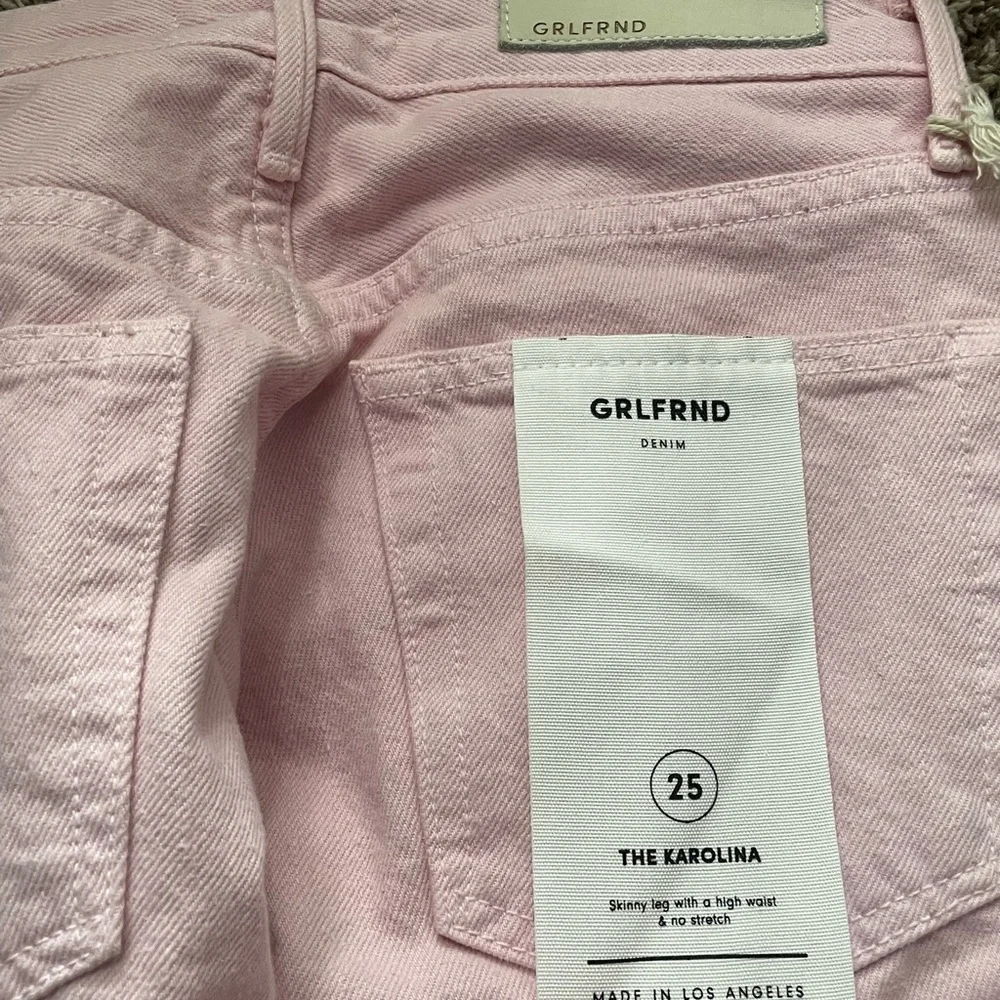 GRLFRND
GRLFRND
DENIM
25
THE KAROLINA
Skinny leg with a high waist
& no stretch
MADE IN LOS ANGELES